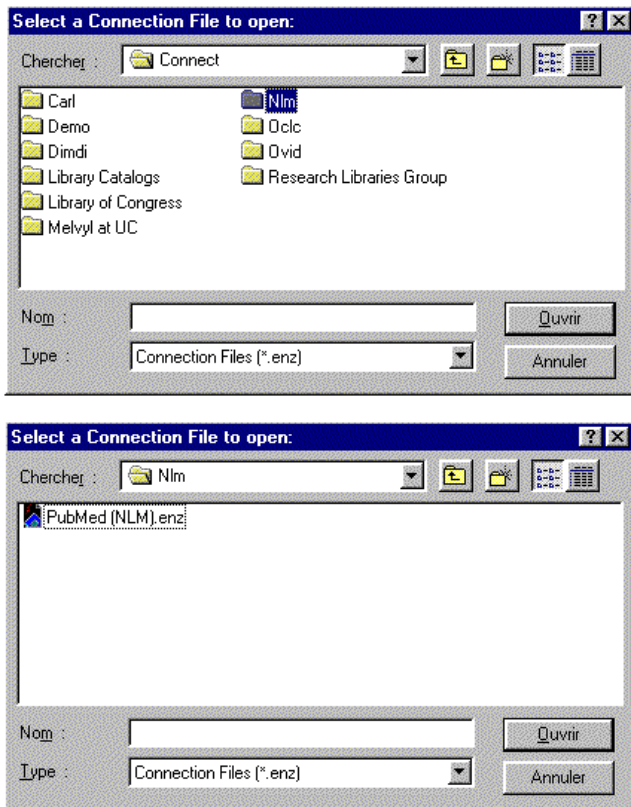 Select a Connection File to open:
Chercher : Connect
Carl Nlm
Demo Oclc
Dimdi Ovid
Library Catalogs Research Libraries Group
Library of Congress
Melvyl at UC
Nom : Ouvrir
Type : Connection Files (*.enz) Annuler
Select a Connection File to open:
Chercher : Nlm
PubMed (NLM).enz
Nom : Ouvrir
Type : Connection Files (*.enz) Annuler